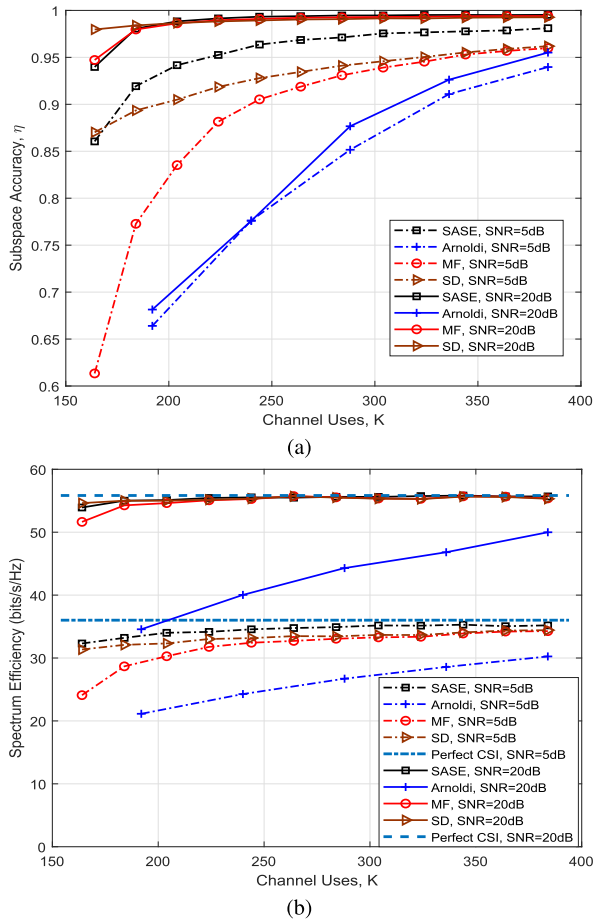 1
0.95
0.9
0.85
0.8
0.75
0.7
0.65
0.6
Subspace Accuracy, η
SASE, SNR=5dB
Arnoldi, SNR=5dB
MF, SNR=5dB
SD, SNR=5dB
SASE, SNR=20dB
Arnoldi, SNR=20dB
MF, SNR=20dB
SD, SNR=20dB
150 200 250 300 350 400
Channel Uses, K
(a)
60
50
40
30
20
10
0
Spectrum Efficiency (bits/s/Hz)
SASE, SNR=5dB
Arnoldi, SNR=5dB
MF, SNR=5dB
SD, SNR=5dB
Perfect CSI, SNR=5dB
SASE, SNR=20dB
Arnoldi, SNR=20dB
MF, SNR=20dB
SD, SNR=20dB
Perfect CSI, SNR=20dB
150 200 250 300 350 400
Channel Uses, K
(b)